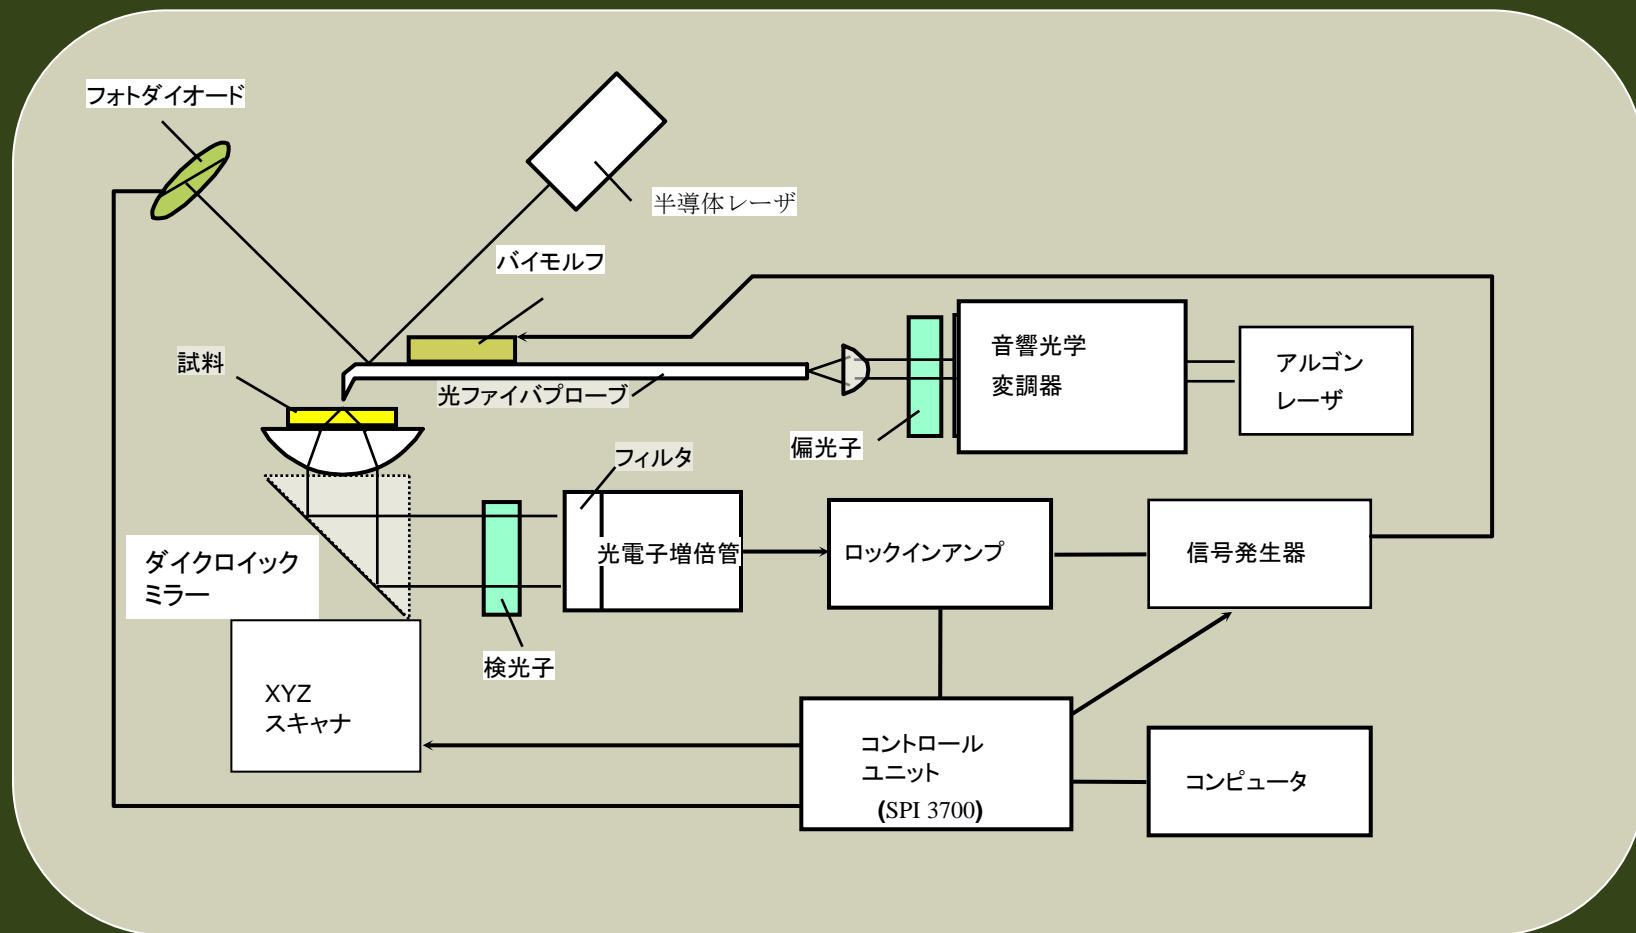 フォトダイオード
半導体レーザ
バイモルフ
試料
光ファイバプローブ
音響光学
変調器
アルゴン
レーザ
偏光子
フィルタ
光電子増倍管
ロックインアンプ
信号発生器
ダイクロイック
ミラー
検光子
XYZ
スキャナ
コントロール
ユニット
(SPI 3700)
コンピュータ